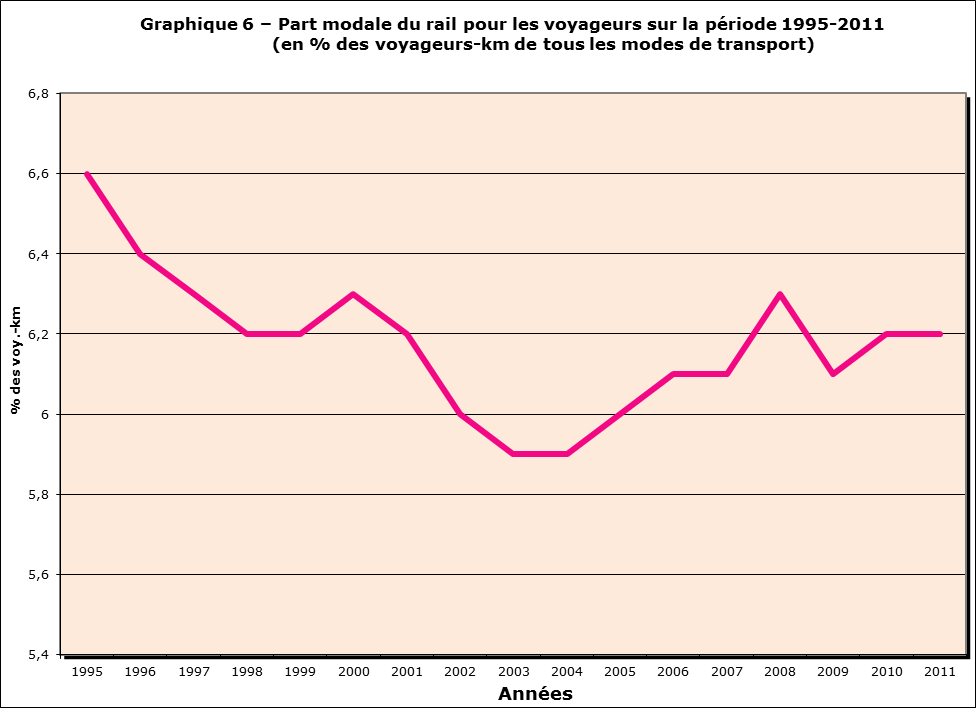 Graphique 6 – Part modale du rail pour les voyageurs sur la période 1995-2011
(en % des voyageurs-km de tous les modes de transport)
6,8
6,6
6,4
6,2
6
5,8
5,6
5,4
% des voy.-km
1995 1996 1997 1998 1999 2000 2001 2002 2003 2004 2005 2006 2007 2008 2009 2010 2011
Années